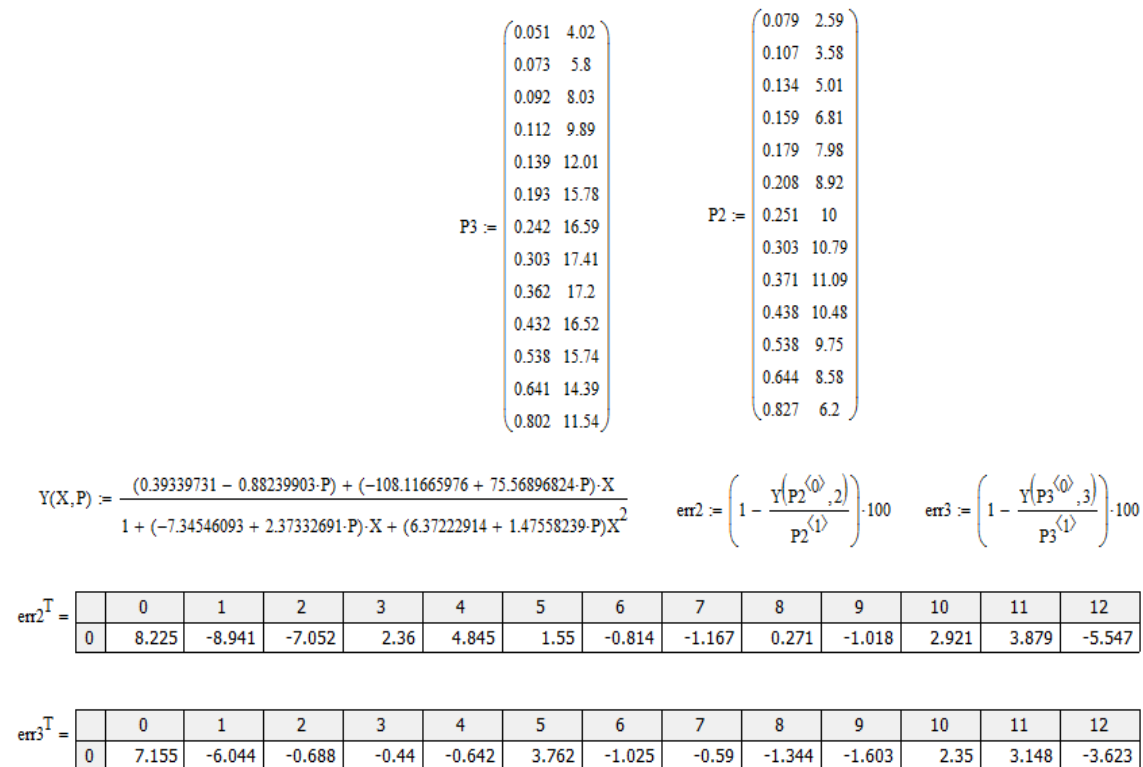 P3 := (0.051 4.02
0.073 5.8
0.092 8.03
0.112 9.89
0.139 12.01
0.193 15.78
0.242 16.59
0.303 17.41
0.362 17.2
0.432 16.52
0.538 15.74
0.641 14.39
0.802 11.54)
P2 := (0.079 2.59
0.107 3.58
0.134 5.01
0.159 6.81
0.179 7.98
0.208 8.92
0.251 10
0.303 10.79
0.371 11.09
0.438 10.48
0.538 9.75
0.644 8.58
0.827 6.2)
Y(X,P) := ((0.39339731 − 0.88239903·P) + (−108.11665976 + 75.56896824·P)·X) / (1 + (−7.34546093 + 2.37332691·P)·X + (6.37222914 + 1.47558239·P)X^2)
err2 := (1 − Y(P2^⟨0⟩,2) / P2^⟨1⟩)·100
err3 := (1 − Y(P3^⟨0⟩,3) / P3^⟨1⟩)·100
err2^T =
0 1 2 3 4 5 6 7 8 9 10 11 12
0 8.225 -8.941 -7.052 2.36 4.845 1.55 -0.814 -1.167 0.271 -1.018 2.921 3.879 -5.547
err3^T =
0 1 2 3 4 5 6 7 8 9 10 11 12
0 7.155 -6.044 -0.688 -0.44 -0.642 3.762 -1.025 -0.59 -1.344 -1.603 2.35 3.148 -3.623